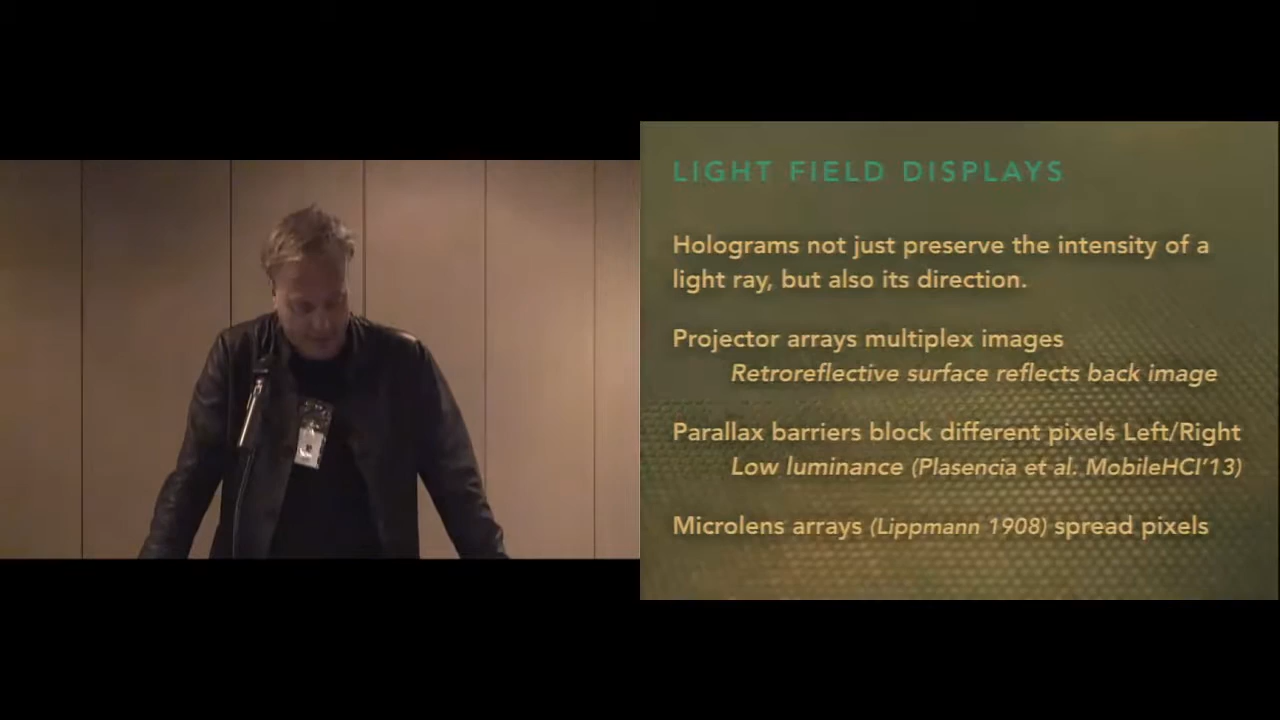 LIGHT FIELD DISPLAYS
Holograms not just preserve the intensity of a
light ray, but also its direction.
Projector arrays multiplex images
Retroreflective surface reflects back image
Parallax barriers block different pixels Left/Right
Low luminance (Plasencia et al. MobileHCI'13)
Microlens arrays (Lippmann 1908) spread pixels